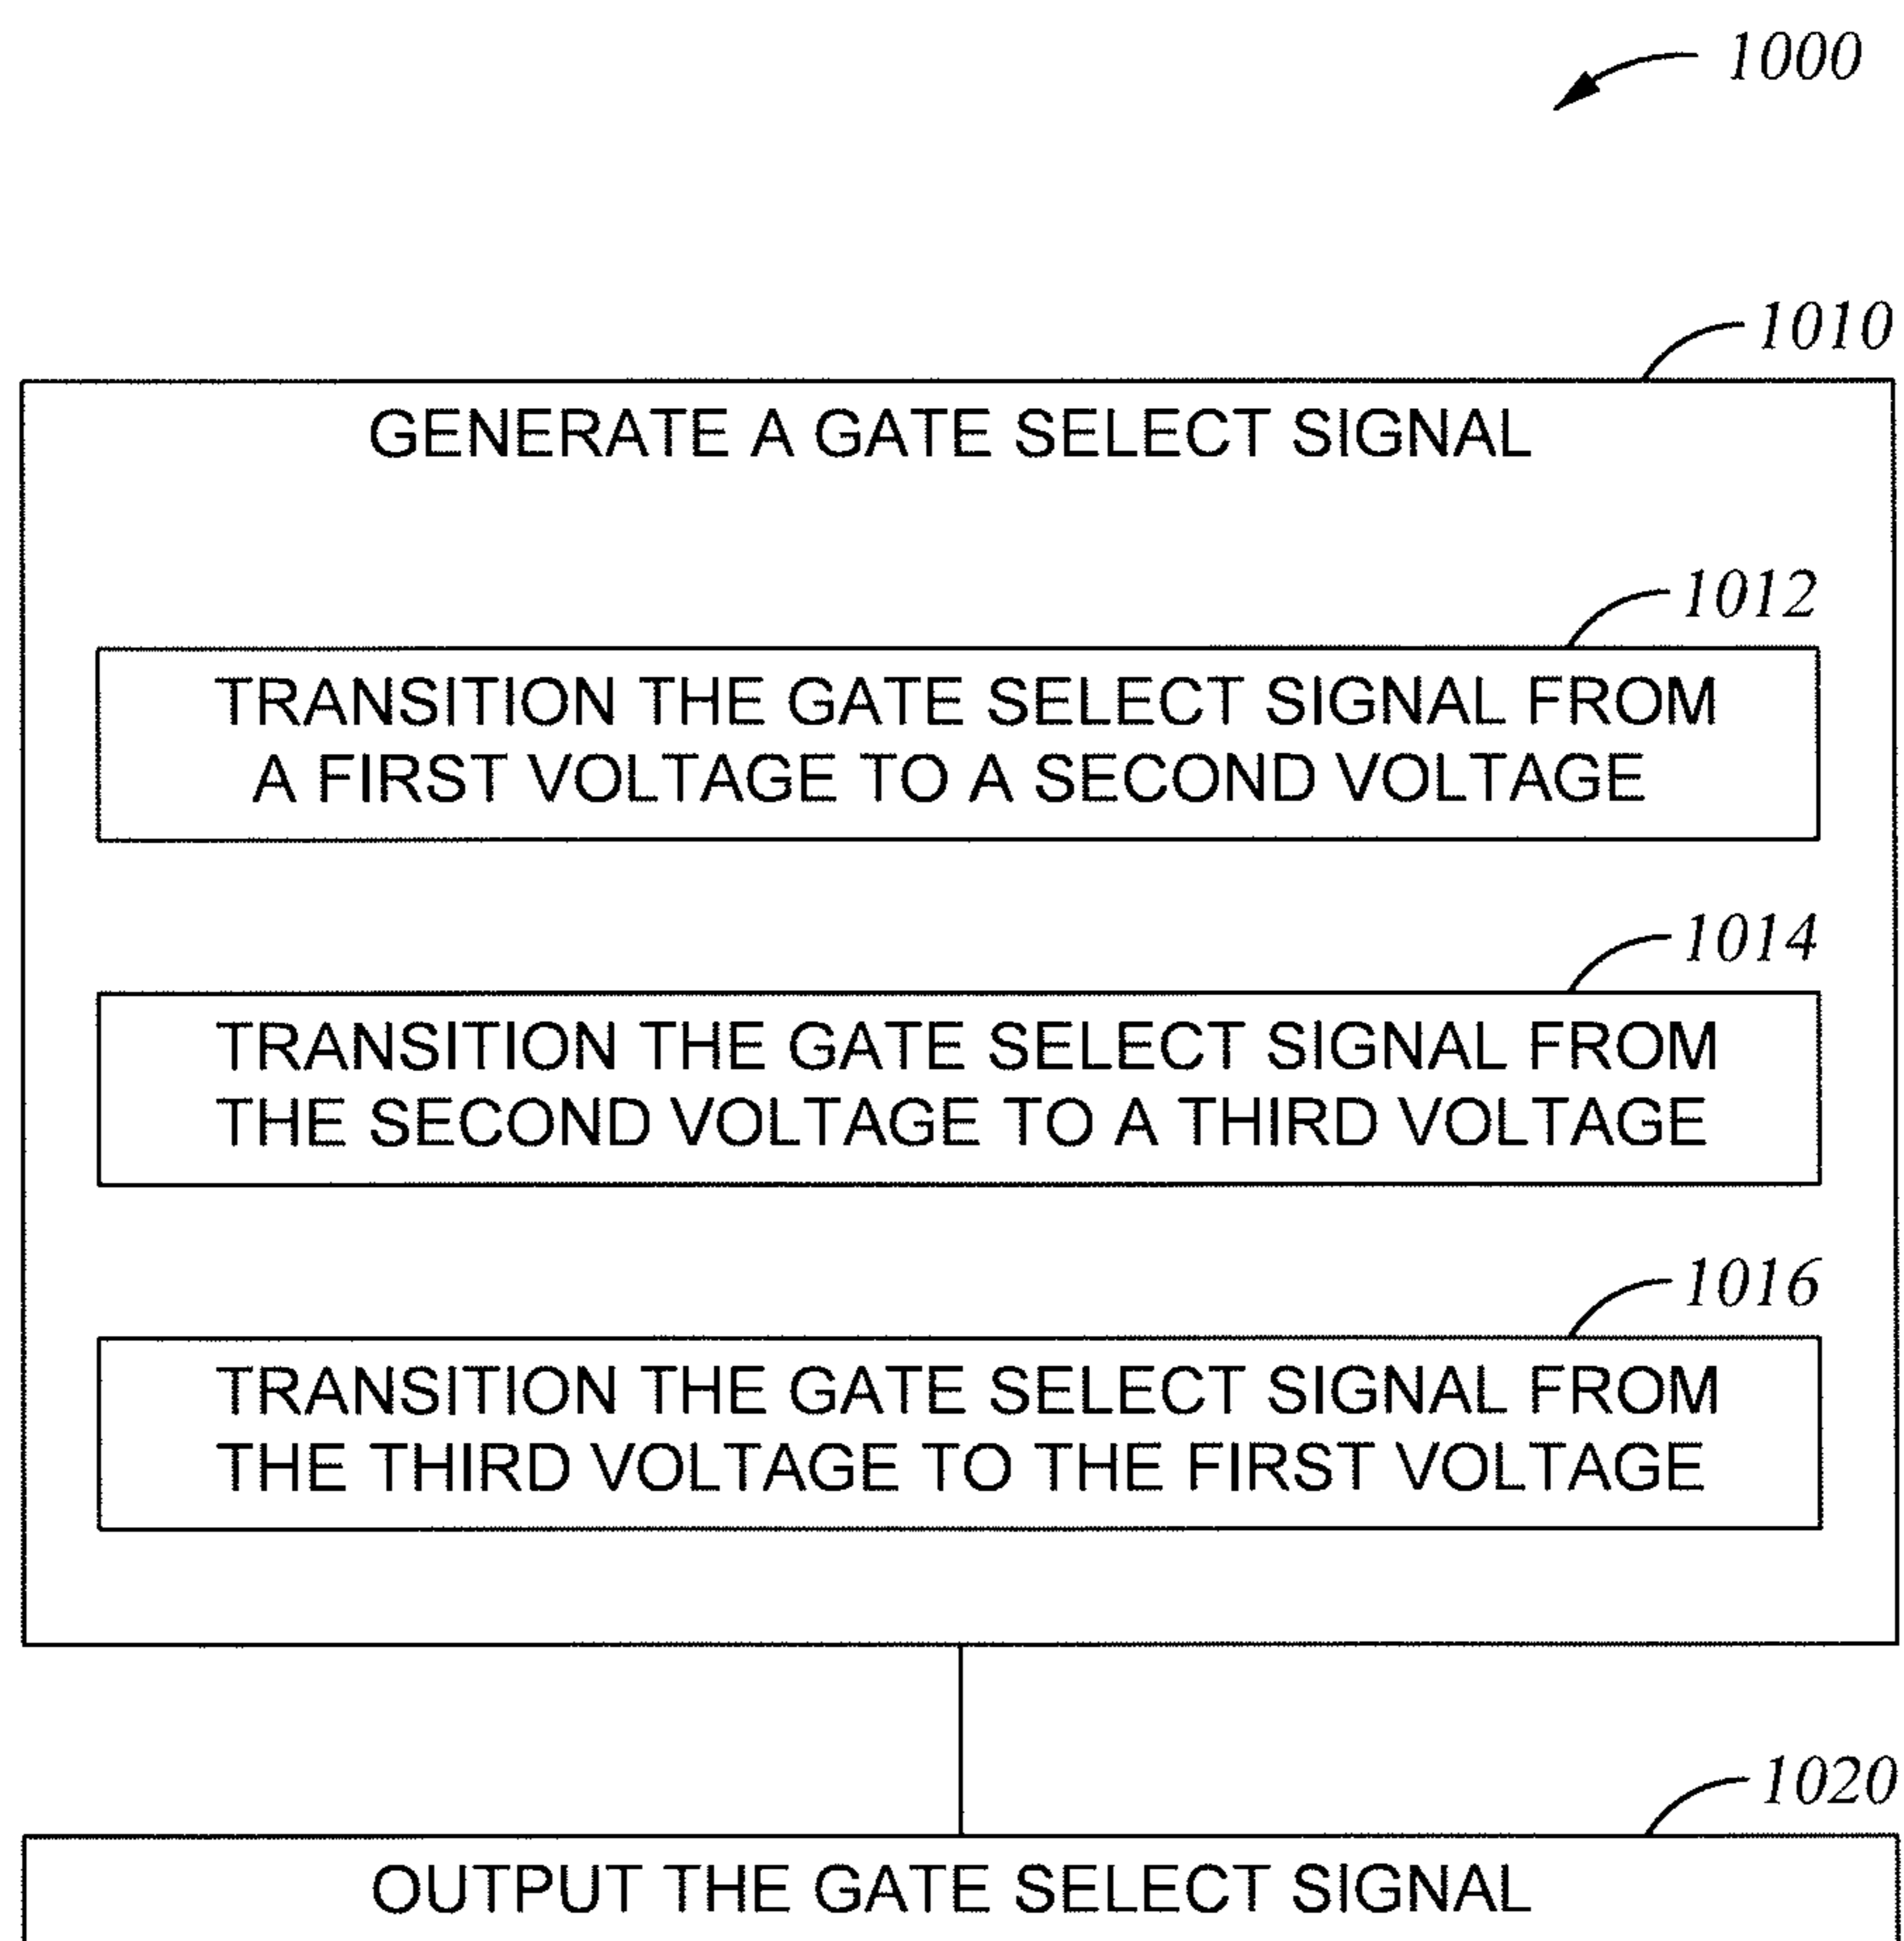 1000
1010
GENERATE A GATE SELECT SIGNAL
1012
TRANSITION THE GATE SELECT SIGNAL FROM
A FIRST VOLTAGE TO A SECOND VOLTAGE
1014
TRANSITION THE GATE SELECT SIGNAL FROM
THE SECOND VOLTAGE TO A THIRD VOLTAGE
1016
TRANSITION THE GATE SELECT SIGNAL FROM
THE THIRD VOLTAGE TO THE FIRST VOLTAGE
1020
OUTPUT THE GATE SELECT SIGNAL